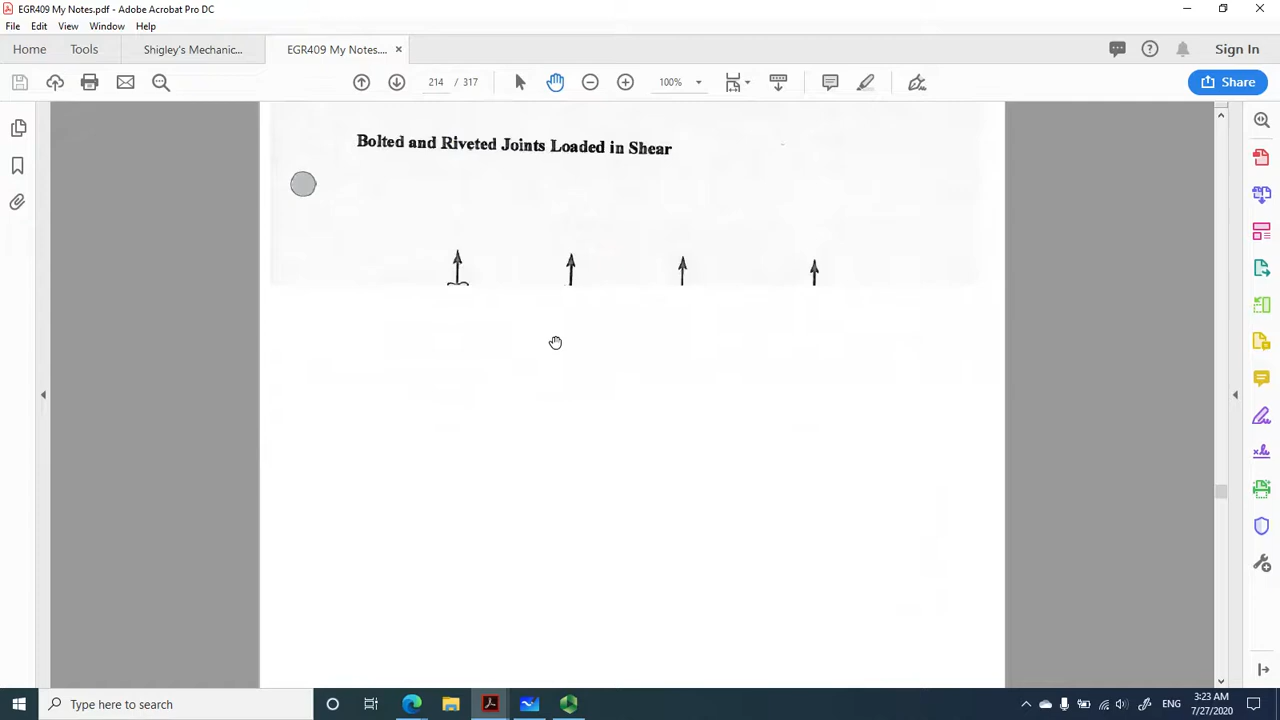 EGR409 My Notes.pdf - Adobe Acrobat Pro DC
File Edit View Window Help
Home Tools Shigley's Mechanic... EGR409 My Notes.... × Sign In
214 / 317 100% Share
Bolted and Riveted Joints Loaded in Shear
Type here to search
ENG
3:23 AM
7/27/2020